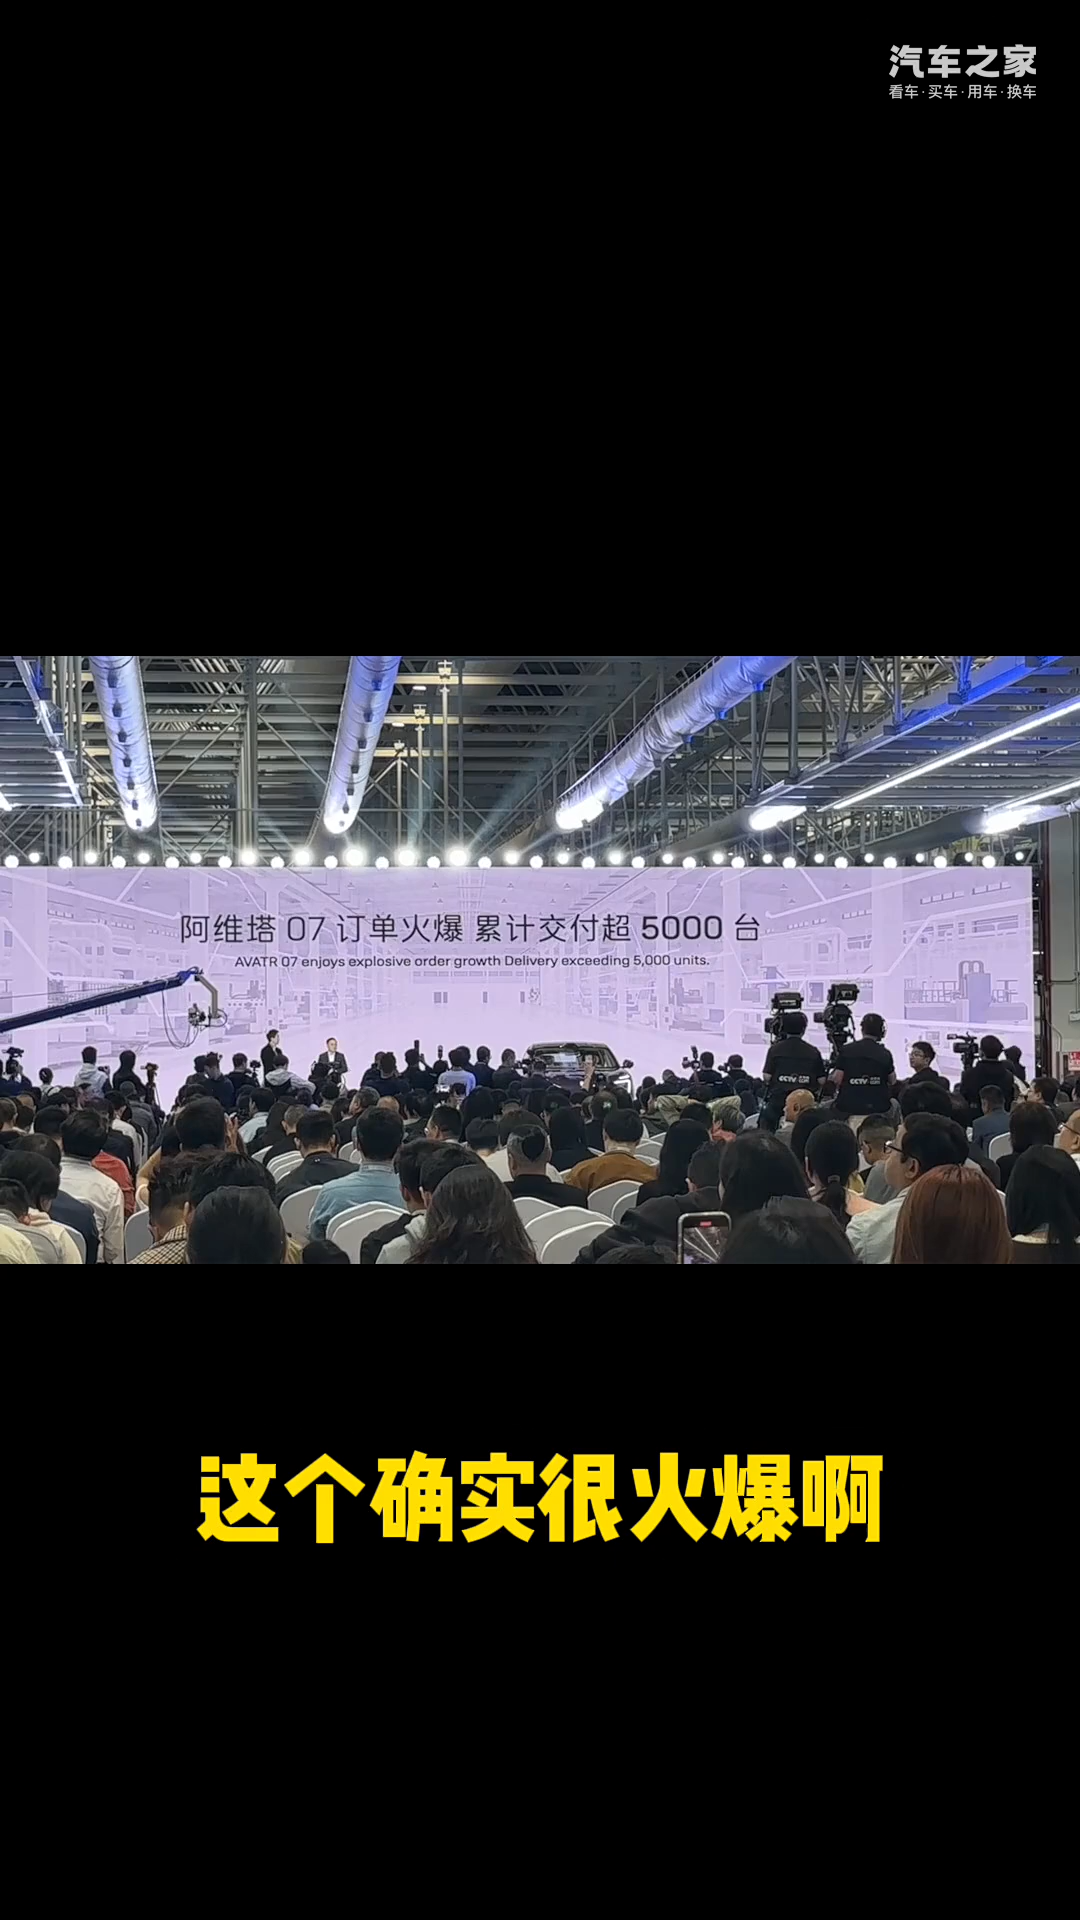 汽车之家
看车·买车·用车·换车
阿维塔 07 订单火爆 累计交付超 5000 台
AVATR 07 enjoys explosive order growth Delivery exceeding 5,000 units.
CCTV
CCTV
这个确实很火爆啊